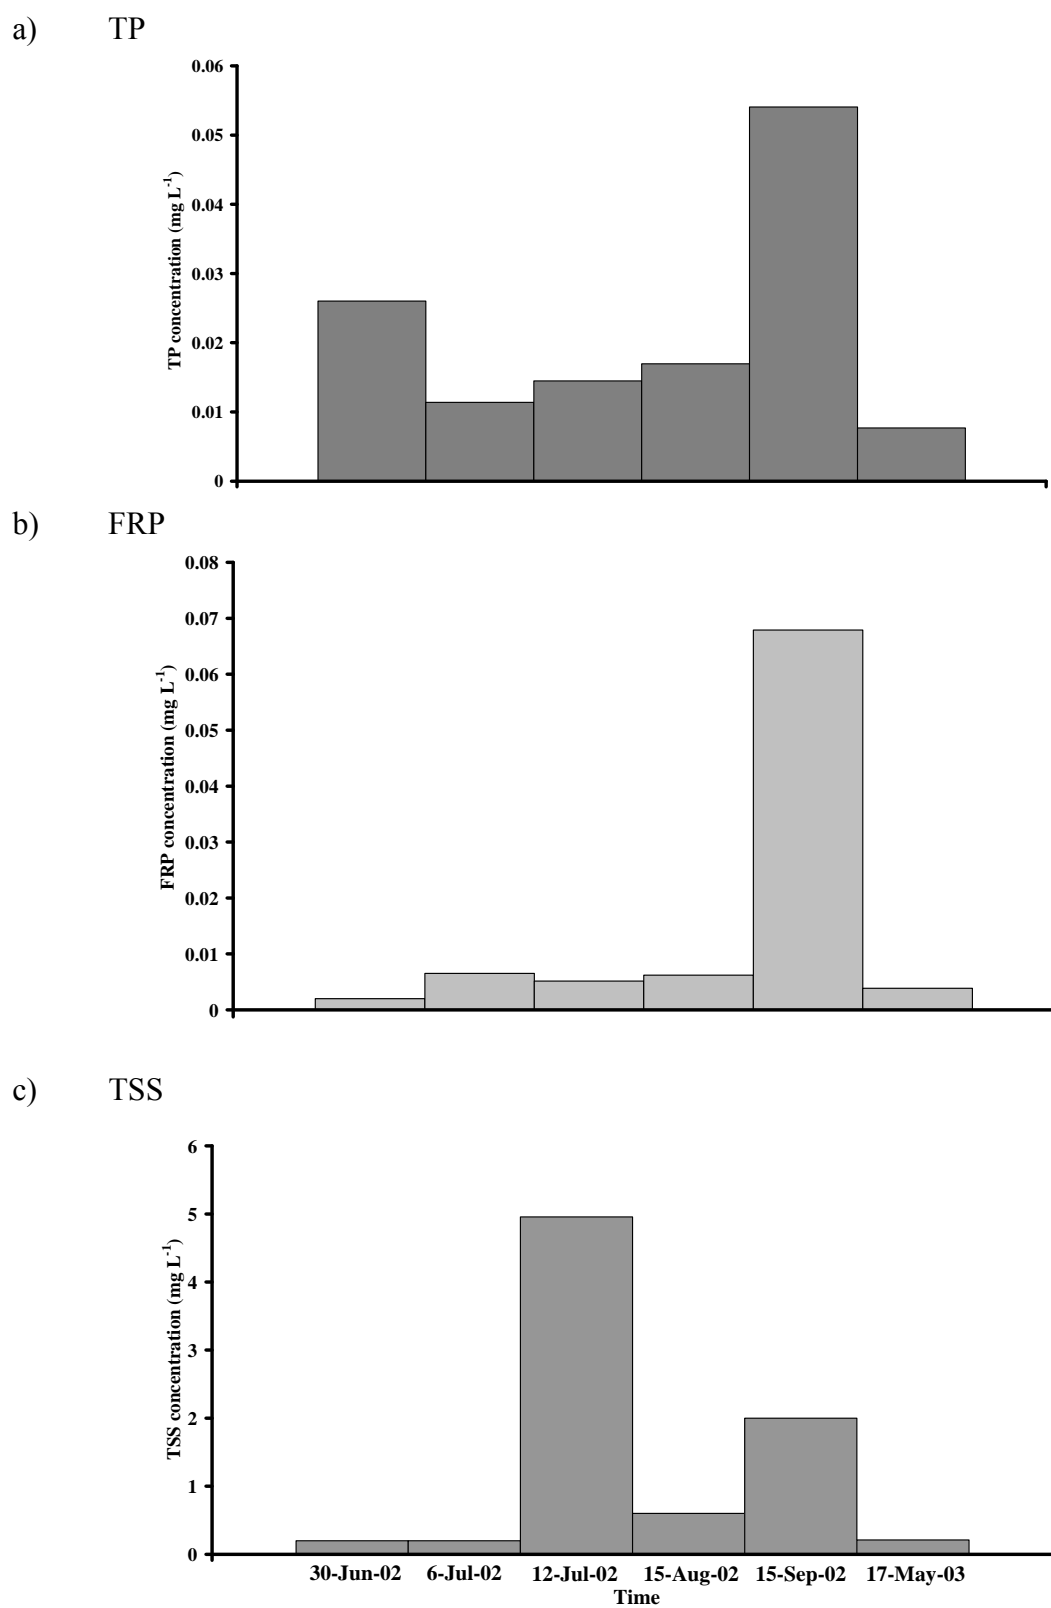 a) TP
0.06
0.05
0.04
0.03
0.02
0.01
0
TP concentration (mg L-1)
b) FRP
0.08
0.07
0.06
0.05
0.04
0.03
0.02
0.01
0
FRP concentration (mg L-1)
c) TSS
6
5
4
3
2
1
0
TSS concentration (mg L-1)
30-Jun-02 6-Jul-02 12-Jul-02 15-Aug-02 15-Sep-02 17-May-03
Time